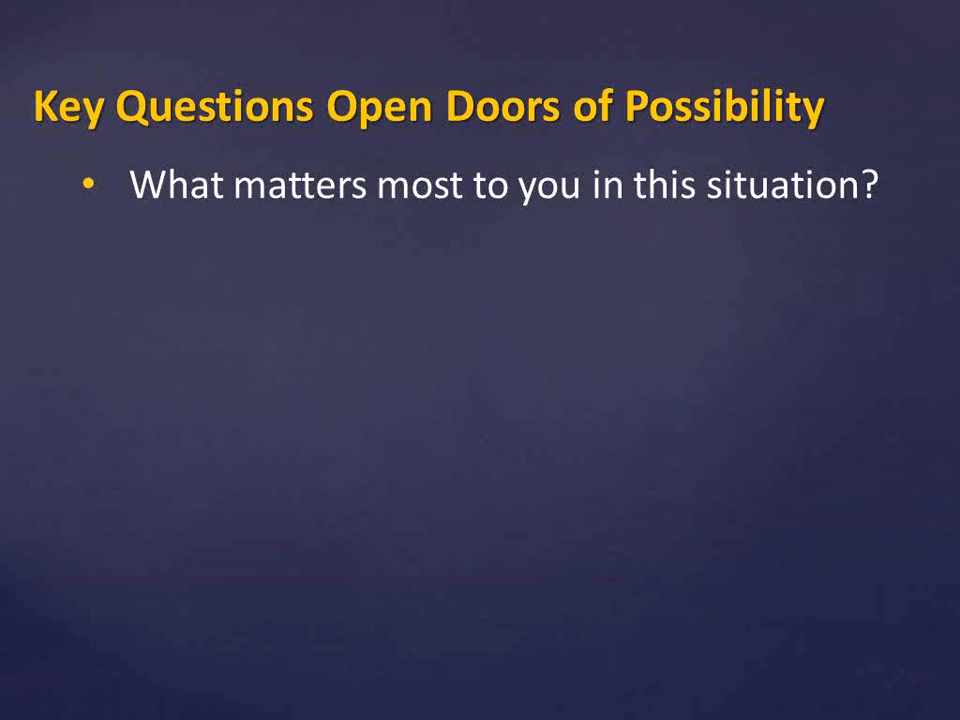 Key Questions Open Doors of Possibility
• What matters most to you in this situation?